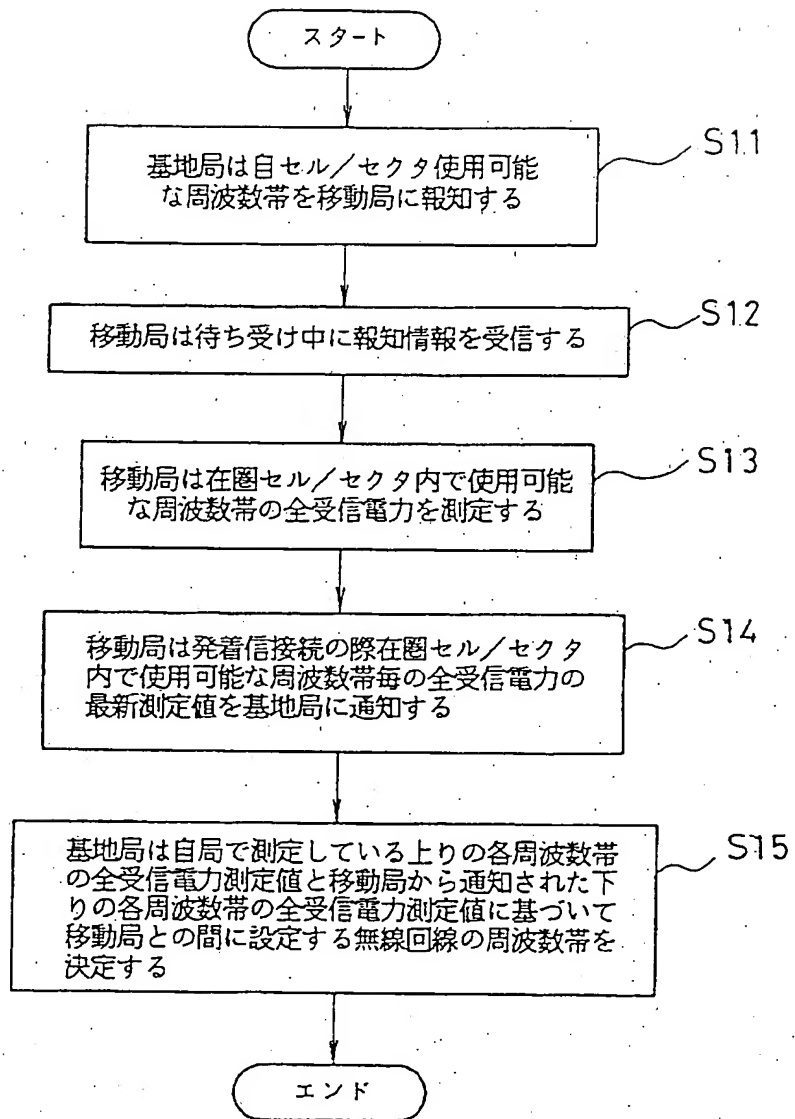 スタート
基地局は自セル／セクタ使用可能
な周波数帯を移動局に報知する
S11
移動局は待ち受け中に報知情報を受信する
S12
移動局は在圏セル／セクタ内で使用可能
な周波数帯の全受信電力を測定する
S13
移動局は発着信接続の際在圏セル／セクタ
内で使用可能な周波数帯毎の全受信電力の
最新測定値を基地局に通知する
S14
基地局は自局で測定している上りの各周波数帯
の全受信電力測定値と移動局から通知された下
りの各周波数帯の全受信電力測定値に基づいて
移動局との間に設定する無線回線の周波数帯を
決定する
S15
エンド